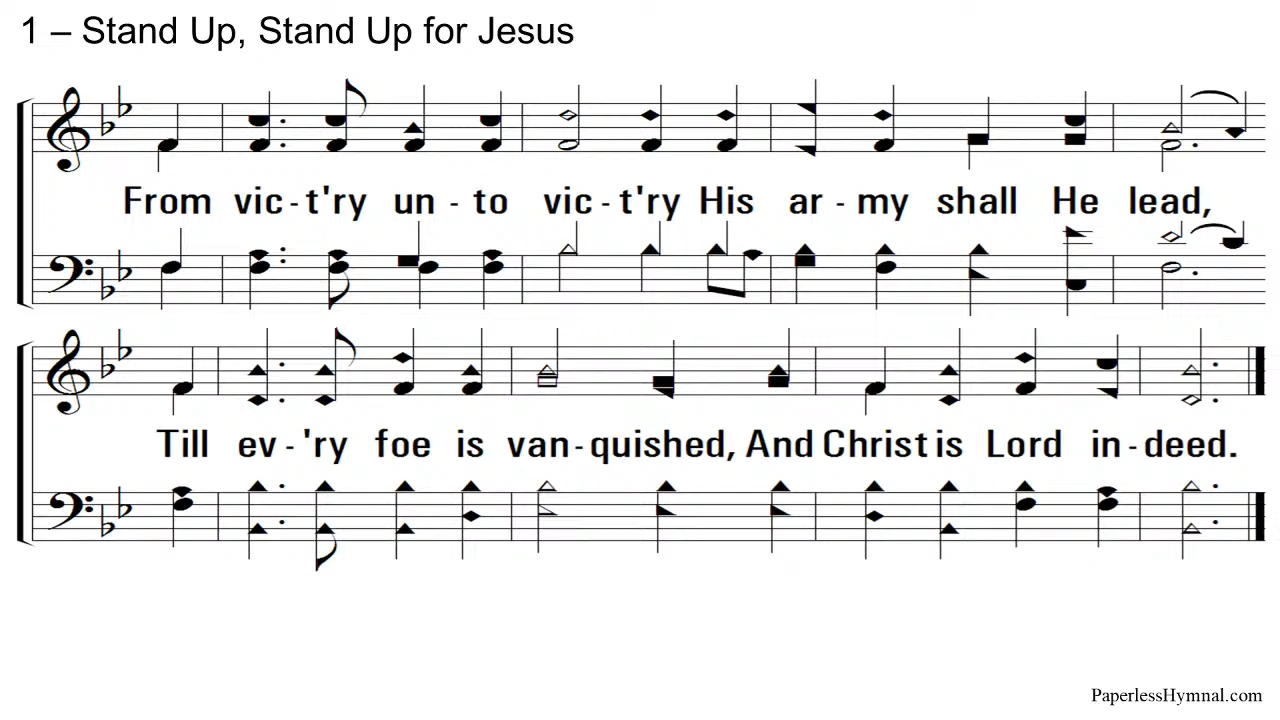 1 – Stand Up, Stand Up for Jesus
From vic-t'ry un - to vic-t'ry His ar - my shall He lead,
Till ev-'ry foe is van-quished, And Christ is Lord in-deed.
PaperlessHymnal.com